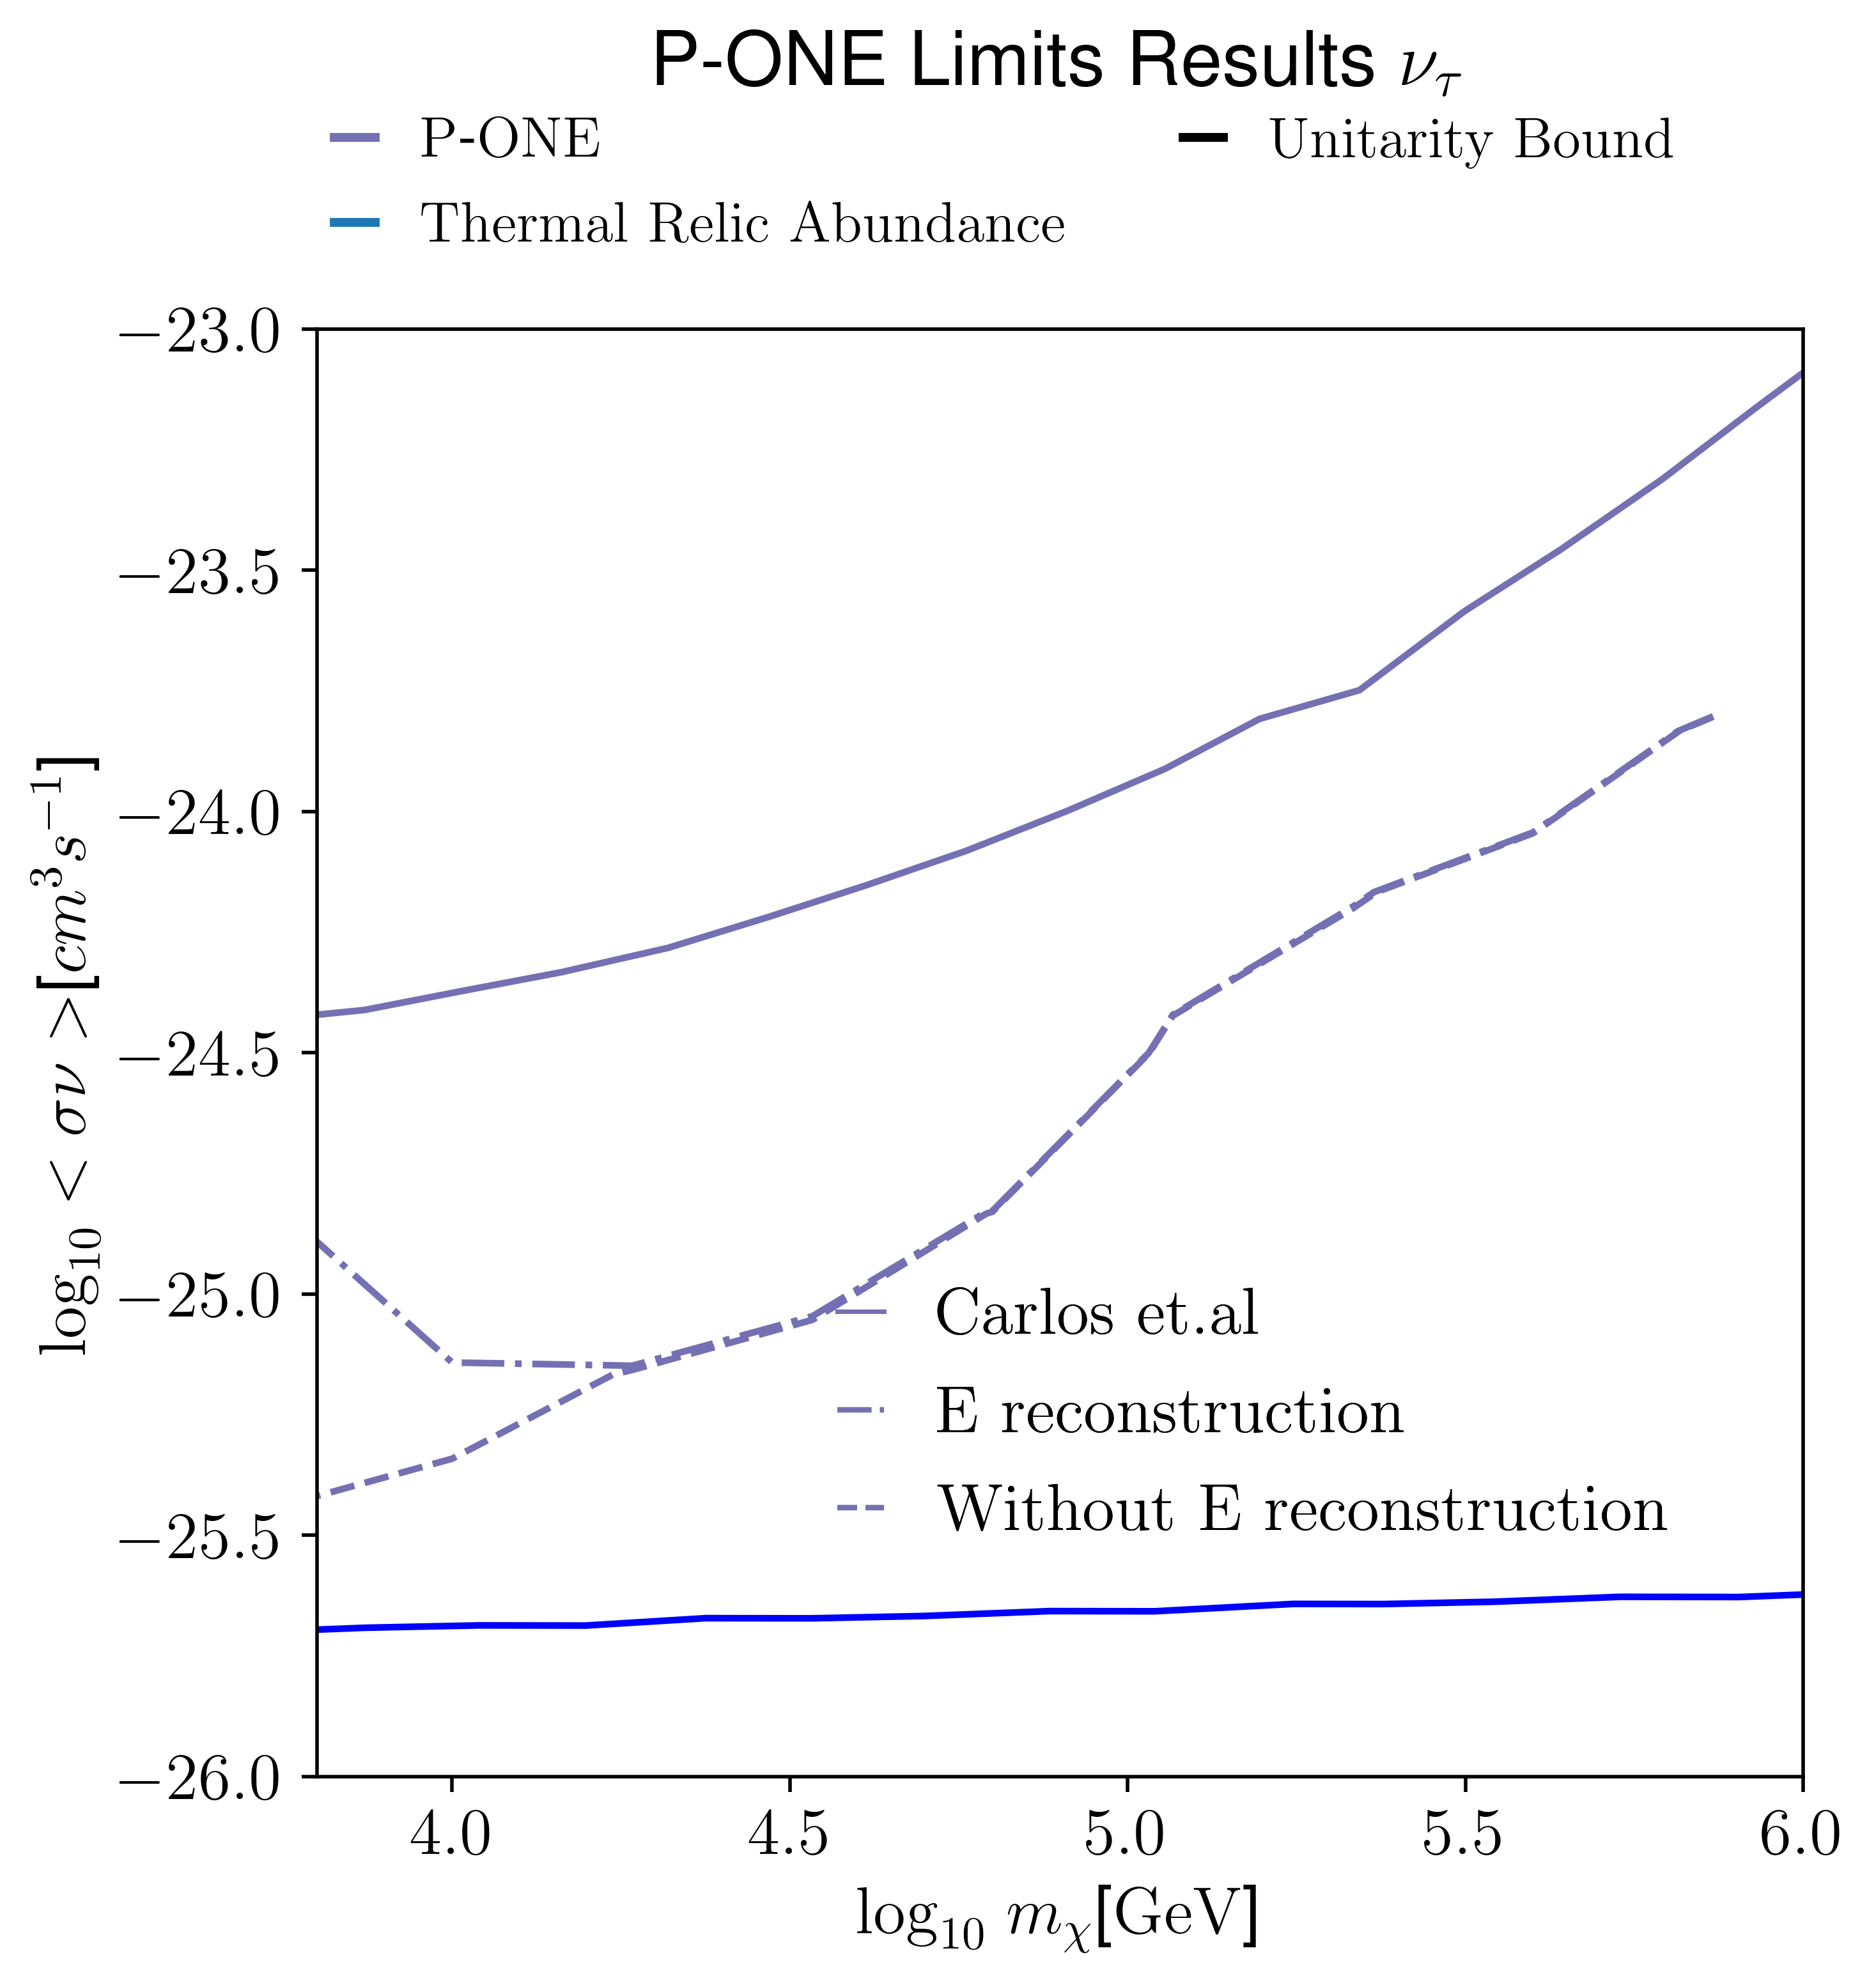 P-ONE Limits Results ν_τ
P-ONE
Unitarity Bound
Thermal Relic Abundance
−23.0
−23.5
−24.0
−24.5
−25.0
−25.5
−26.0
log₁₀ < σν >[cm³s⁻¹]
Carlos et.al
E reconstruction
Without E reconstruction
4.0 4.5 5.0 5.5 6.0
log₁₀ m_χ[GeV]